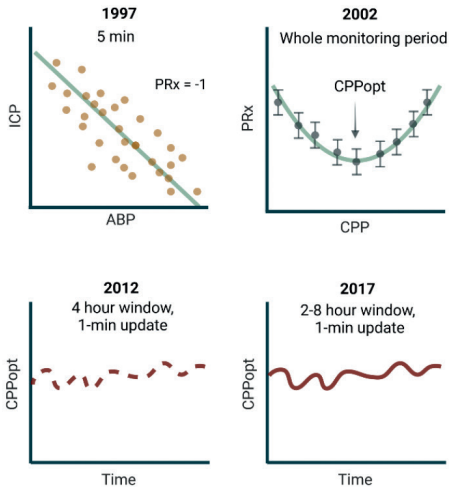 1997
5 min
PRx = -1
ICP
ABP
2002
Whole monitoring period
CPPopt
PRx
CPP
2012
4 hour window,
1-min update
CPPopt
Time
2017
2-8 hour window,
1-min update
CPPopt
Time